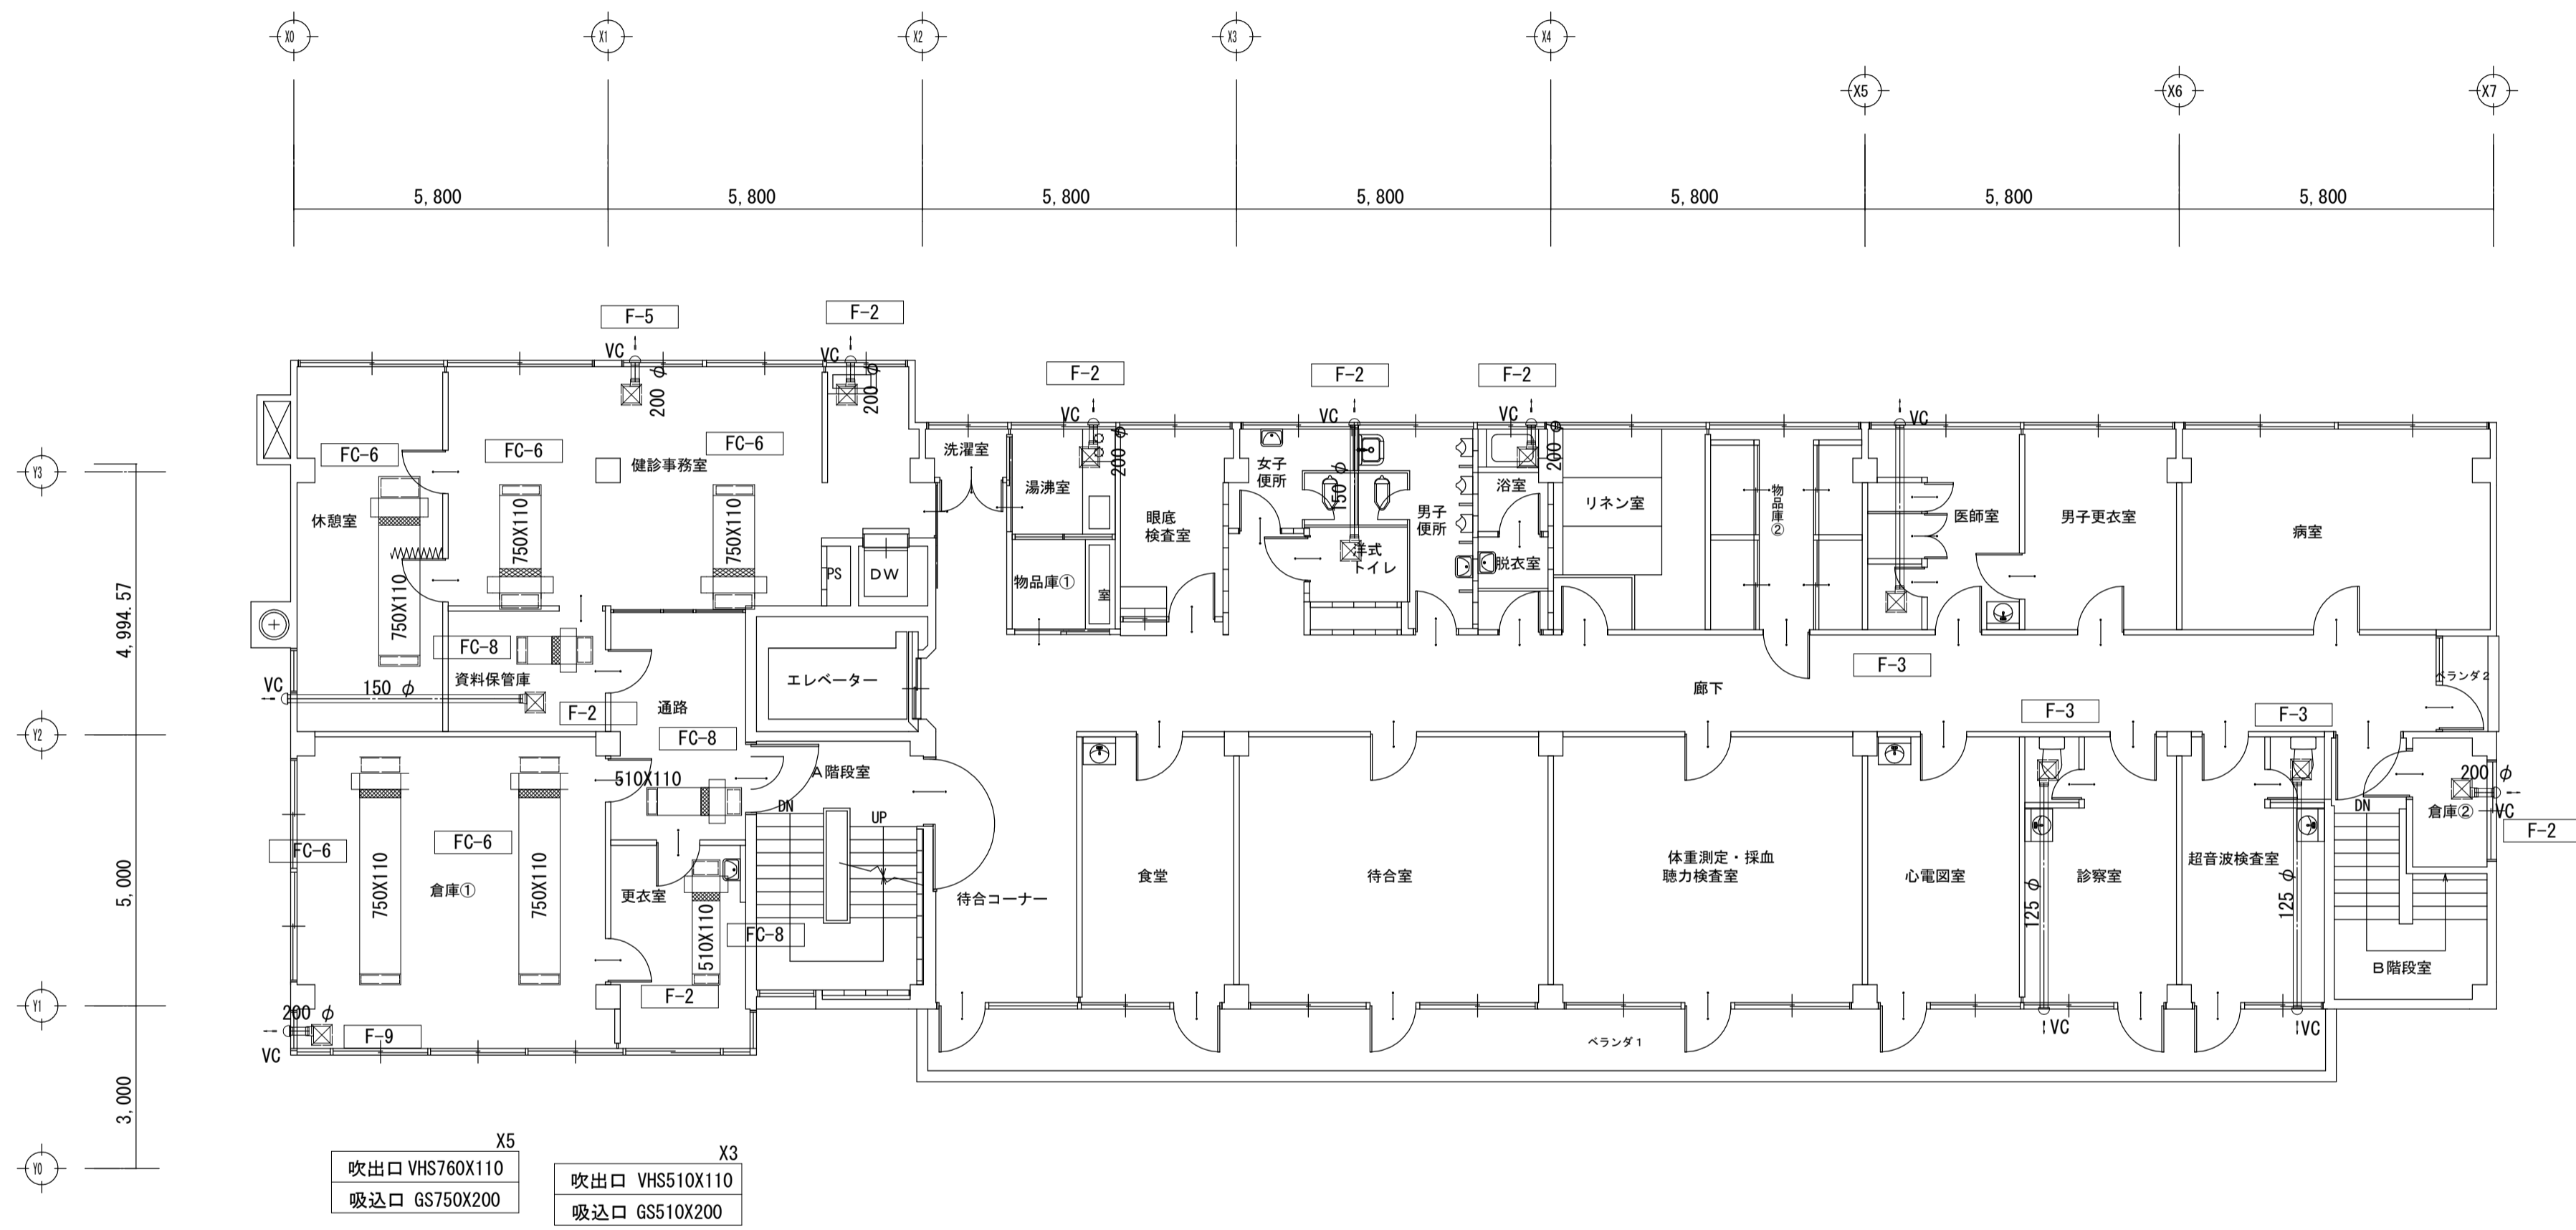 X0
X1
X2
X3
X4
X5
X6
X7
5,800
5,800
5,800
5,800
5,800
5,800
5,800
F-5
F-2
VC
VC
200 φ
200 φ
F-2
F-2
F-2
VC
VC
VC
VC
200 φ
150 φ
200 φ
Y3
FC-6
FC-6
FC-6
健診事務室
洗濯室
湯沸室
休憩室
750X110
750X110
750X110
眼底
検査室
女子
便所
男子
便所
洋式
トイレ
浴室
脱衣室
リネン室
物品庫②
医師室
男子更衣室
病室
PS
DW
物品庫①
室
4,994.57
FC-8
資料保管庫
VC
150 φ
F-2
通路
エレベーター
廊下
F-3
ベランダ2
Y2
FC-8
F-3
F-3
510X110
A階段室
DN
UP
200 φ
VC
DN
倉庫②
F-2
FC-6
FC-6
750X110
750X110
倉庫①
更衣室
510X110
FC-8
待合コーナー
食堂
待合室
体重測定・採血
聴力検査室
心電図室
125 φ
診察室
超音波検査室
125 φ
B階段室
5,000
F-2
Y1
200 φ
VC
F-9
VC
VC
ベランダ1
3,000
Y0
X5
吹出口 VHS760X110
吸込口 GS750X200
X3
吹出口 VHS510X110
吸込口 GS510X200